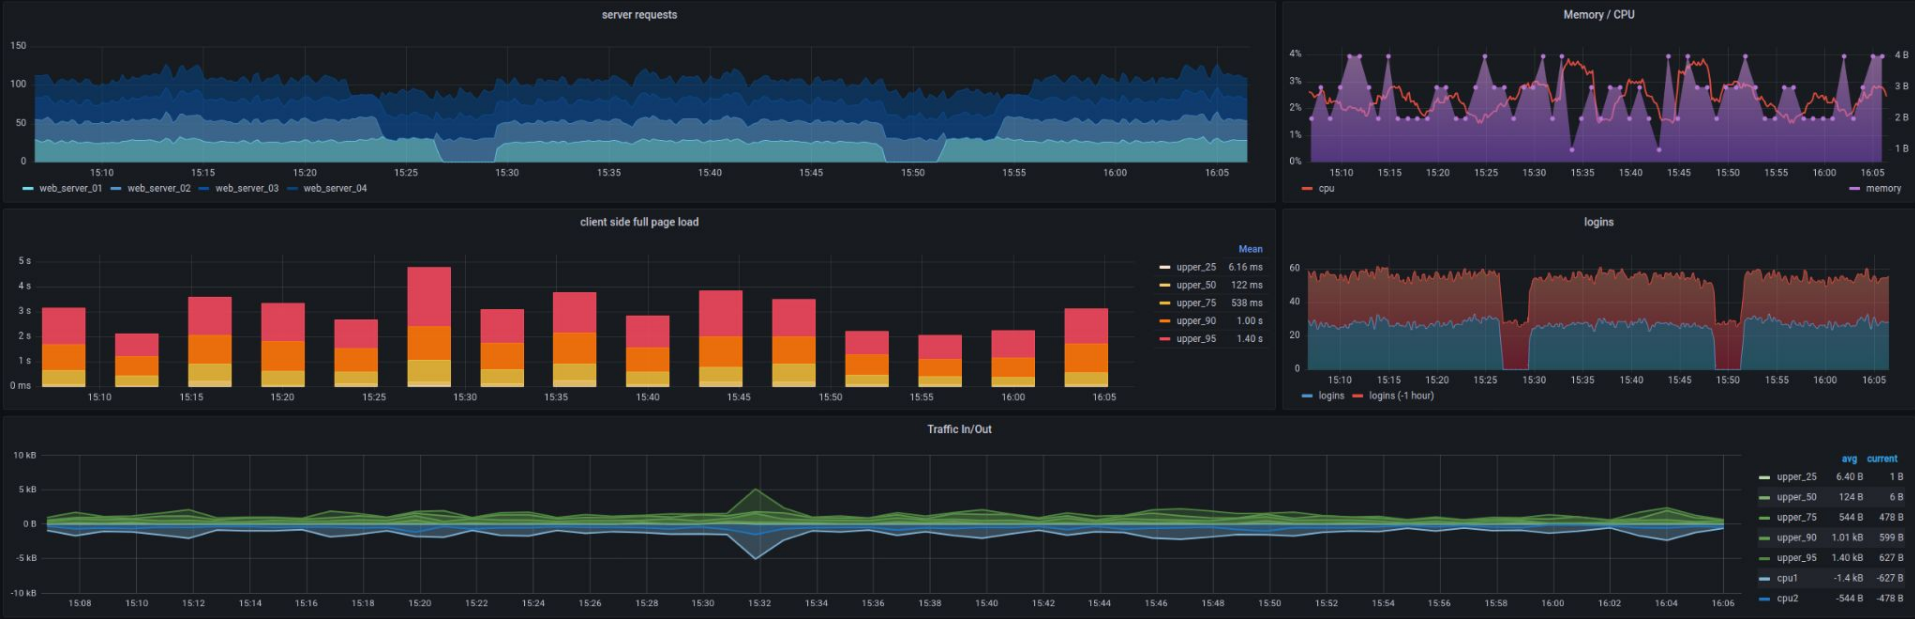 server requests
150
100
50
0
15:10 15:15 15:20 15:25 15:30 15:35 15:40 15:45 15:50 15:55 16:00 16:05
web_server_01 web_server_02 web_server_03 web_server_04
Memory / CPU
4% 4 B
3% 3 B
2% 2 B
1% 1 B
0%
15:10 15:15 15:20 15:25 15:30 15:35 15:40 15:45 15:50 15:55 16:00 16:05
cpu memory
client side full page load
5 s
4 s
3 s
2 s
1 s
0 ms
15:10 15:15 15:20 15:25 15:30 15:35 15:40 15:45 15:50 15:55 16:00 16:05
Mean
upper_25 6.16 ms
upper_50 122 ms
upper_75 538 ms
upper_90 1.00 s
upper_95 1.40 s
logins
60
40
20
0
15:10 15:15 15:20 15:25 15:30 15:35 15:40 15:45 15:50 15:55 16:00 16:05
logins logins (-1 hour)
Traffic In/Out
10 kB
5 kB
0 B
-5 kB
-10 kB
15:08 15:10 15:12 15:14 15:16 15:18 15:20 15:22 15:24 15:26 15:28 15:30 15:32 15:34 15:36 15:38 15:40 15:42 15:44 15:46 15:48 15:50 15:52 15:54 15:56 15:58 16:00 16:02 16:04 16:06
avg current
upper_25 6.40 B 1 B
upper_50 124 B 6 B
upper_75 544 B 478 B
upper_90 1.01 kB 599 B
upper_95 1.40 kB 627 B
cpu1 -1.4 kB -627 B
cpu2 -544 B -478 B